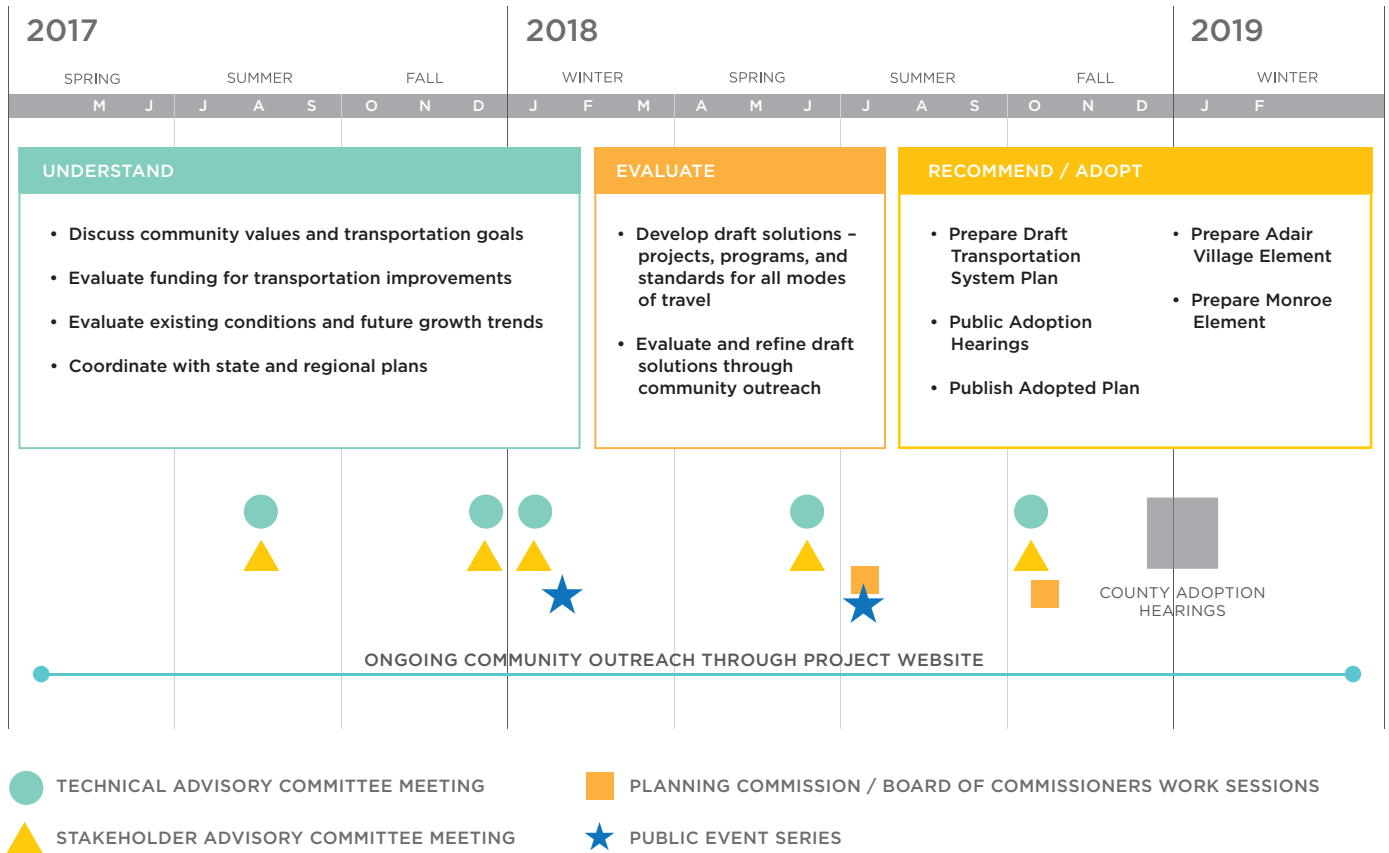 2017
2018
2019
SPRING SUMMER FALL WINTER SPRING SUMMER FALL WINTER
M J J A S O N D J F M A M J J A S O N D J F
UNDERSTAND
• Discuss community values and transportation goals
• Evaluate funding for transportation improvements
• Evaluate existing conditions and future growth trends
• Coordinate with state and regional plans
EVALUATE
• Develop draft solutions –
projects, programs, and
standards for all modes
of travel
• Evaluate and refine draft
solutions through
community outreach
RECOMMEND / ADOPT
• Prepare Draft
Transportation
System Plan
• Public Adoption
Hearings
• Publish Adopted Plan
• Prepare Adair
Village Element
• Prepare Monroe
Element
COUNTY ADOPTION
HEARINGS
ONGOING COMMUNITY OUTREACH THROUGH PROJECT WEBSITE
TECHNICAL ADVISORY COMMITTEE MEETING
STAKEHOLDER ADVISORY COMMITTEE MEETING
PLANNING COMMISSION / BOARD OF COMMISSIONERS WORK SESSIONS
PUBLIC EVENT SERIES